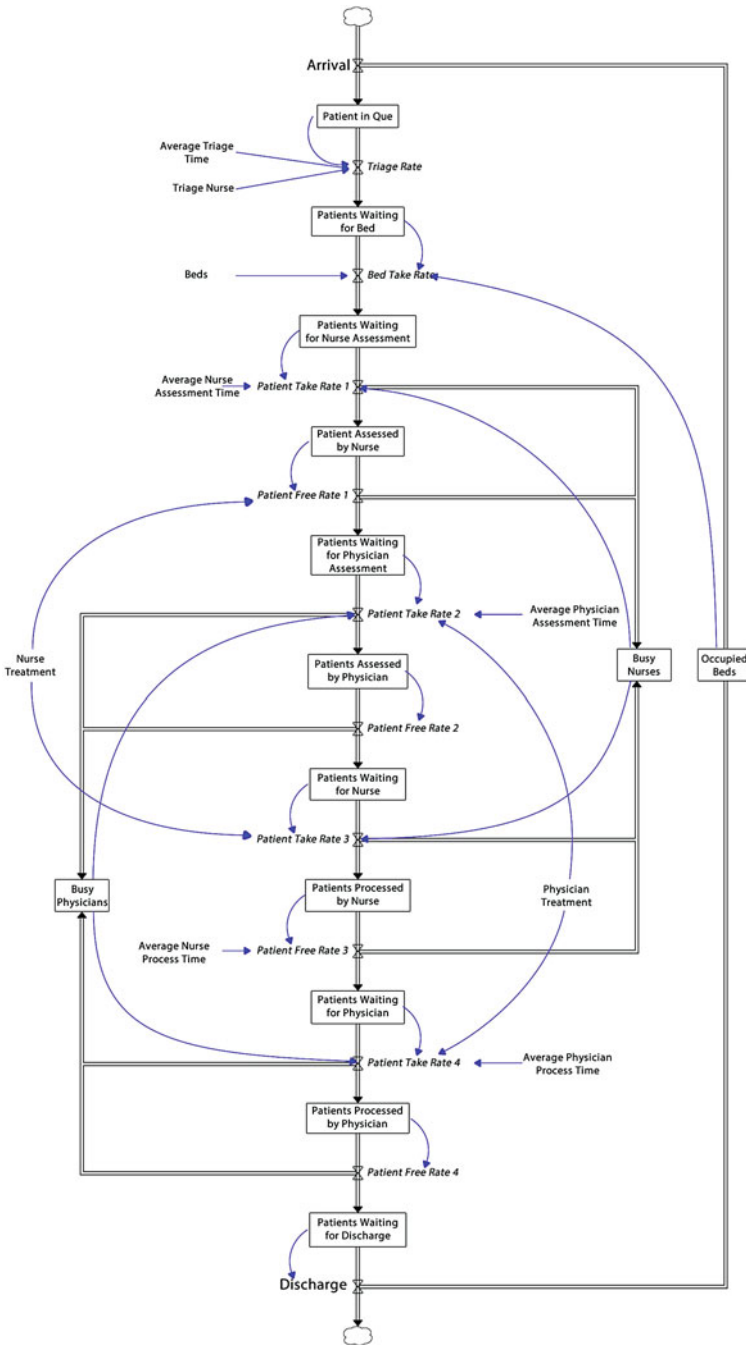 Arrival
Patient in Que
Average Triage
Time
Triage Rate
Triage Nurse
Patients Waiting
for Bed
Beds
Bed Take Rate
Patients Waiting
for Nurse Assessment
Average Nurse
Assessment Time
Patient Take Rate 1
Patient Assessed
by Nurse
Patient Free Rate 1
Patients Waiting
for Physician
Assessment
Patient Take Rate 2
Average Physician
Assessment Time
Nurse
Treatment
Patients Assessed
by Physician
Busy
Nurses
Occupied
Beds
Patient Free Rate 2
Patients Waiting
for Nurse
Patient Take Rate 3
Busy
Physicians
Patients Processed
by Nurse
Physician
Treatment
Average Nurse
Process Time
Patient Free Rate 3
Patients Waiting
for Physician
Patient Take Rate 4
Average Physician
Process Time
Patients Processed
by Physician
Patient Free Rate 4
Patients Waiting
for Discharge
Discharge